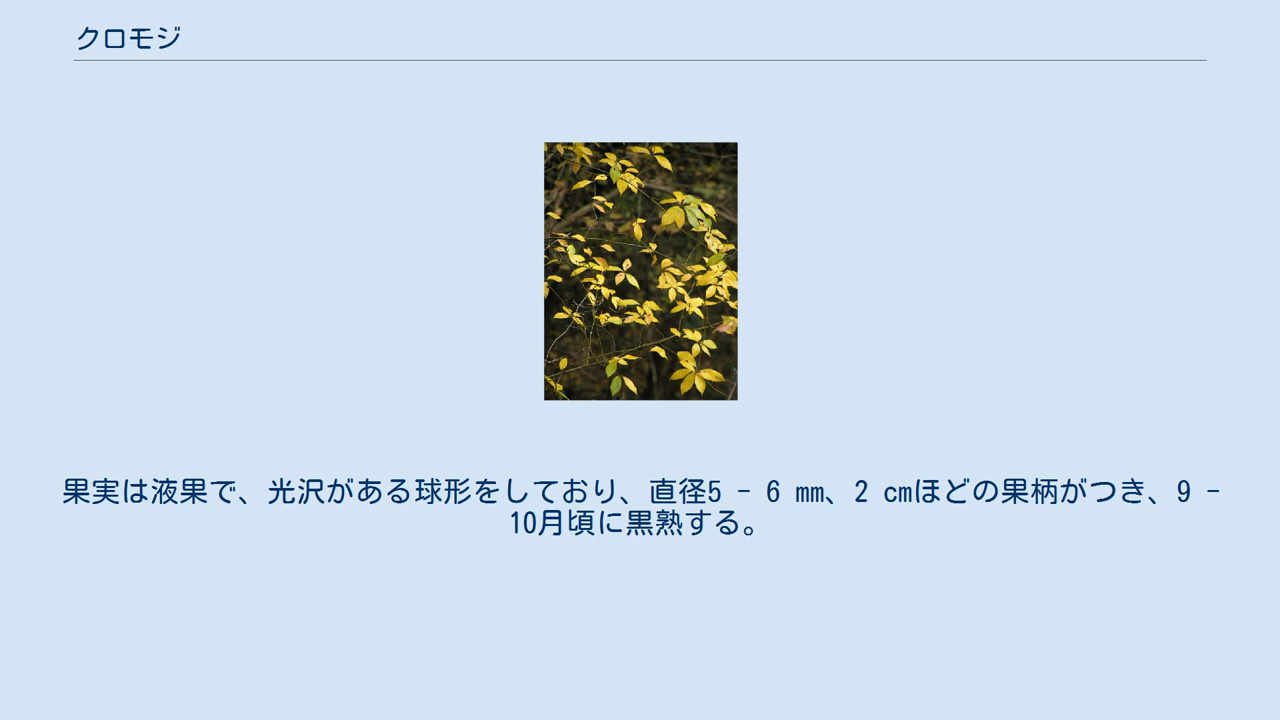 クロモジ
果実は液果で、光沢がある球形をしており、直径5 - 6 mm、2 cmほどの果柄がつき、9 -
10月頃に黒熟する。